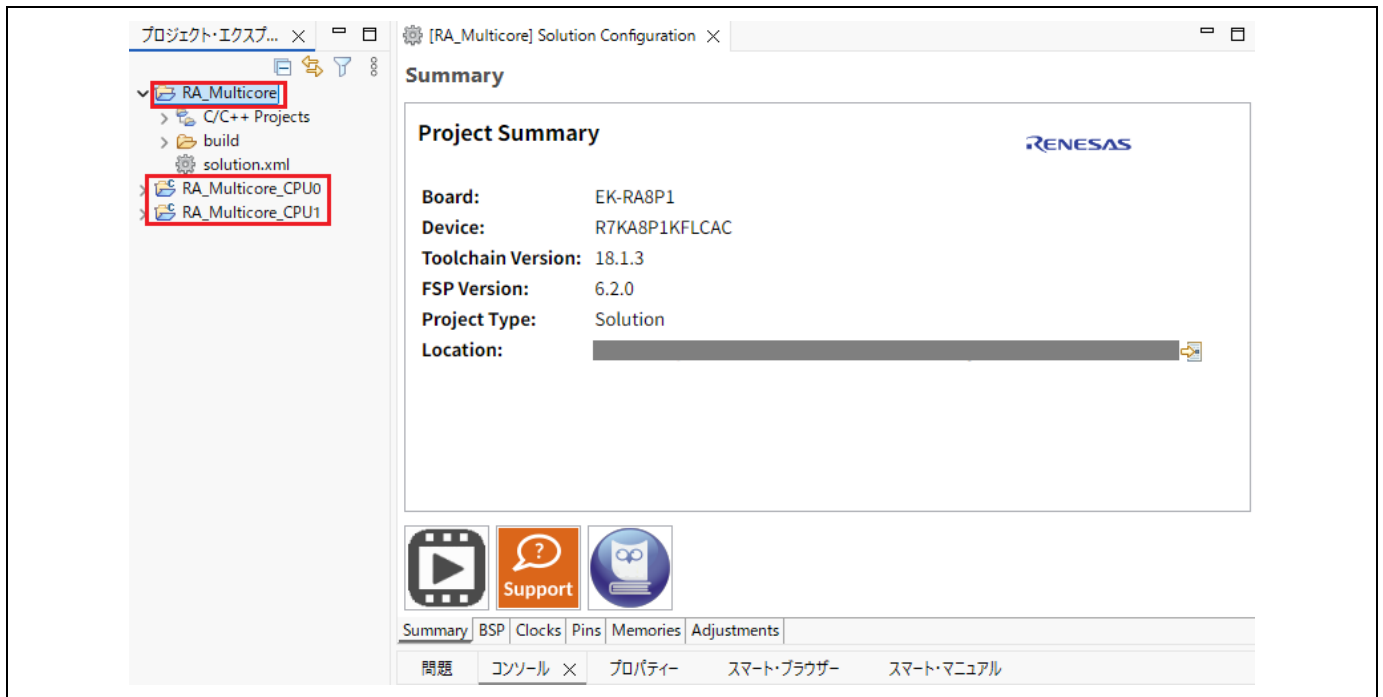 プロジェクト・エクスプ...
[RA_Multicore] Solution Configuration
RA_Multicore
C/C++ Projects
build
solution.xml
RA_Multicore_CPU0
RA_Multicore_CPU1
Summary
Project Summary
RENESAS
Board: EK-RA8P1
Device: R7KA8P1KFLCAC
Toolchain Version: 18.1.3
FSP Version: 6.2.0
Project Type: Solution
Location:
? Support
Summary BSP Clocks Pins Memories Adjustments
問題 コンソール プロパティー スマート・ブラウザー スマート・マニュアル